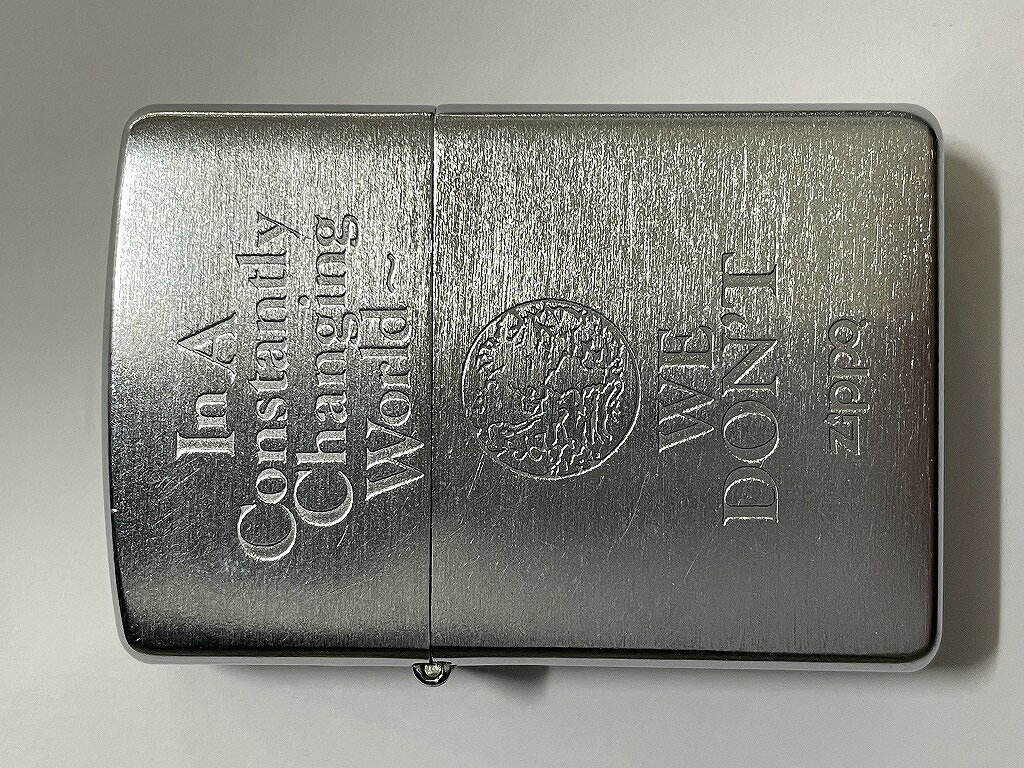 In A
Constantly
Changing
World ~
WE
DON'T
zippo